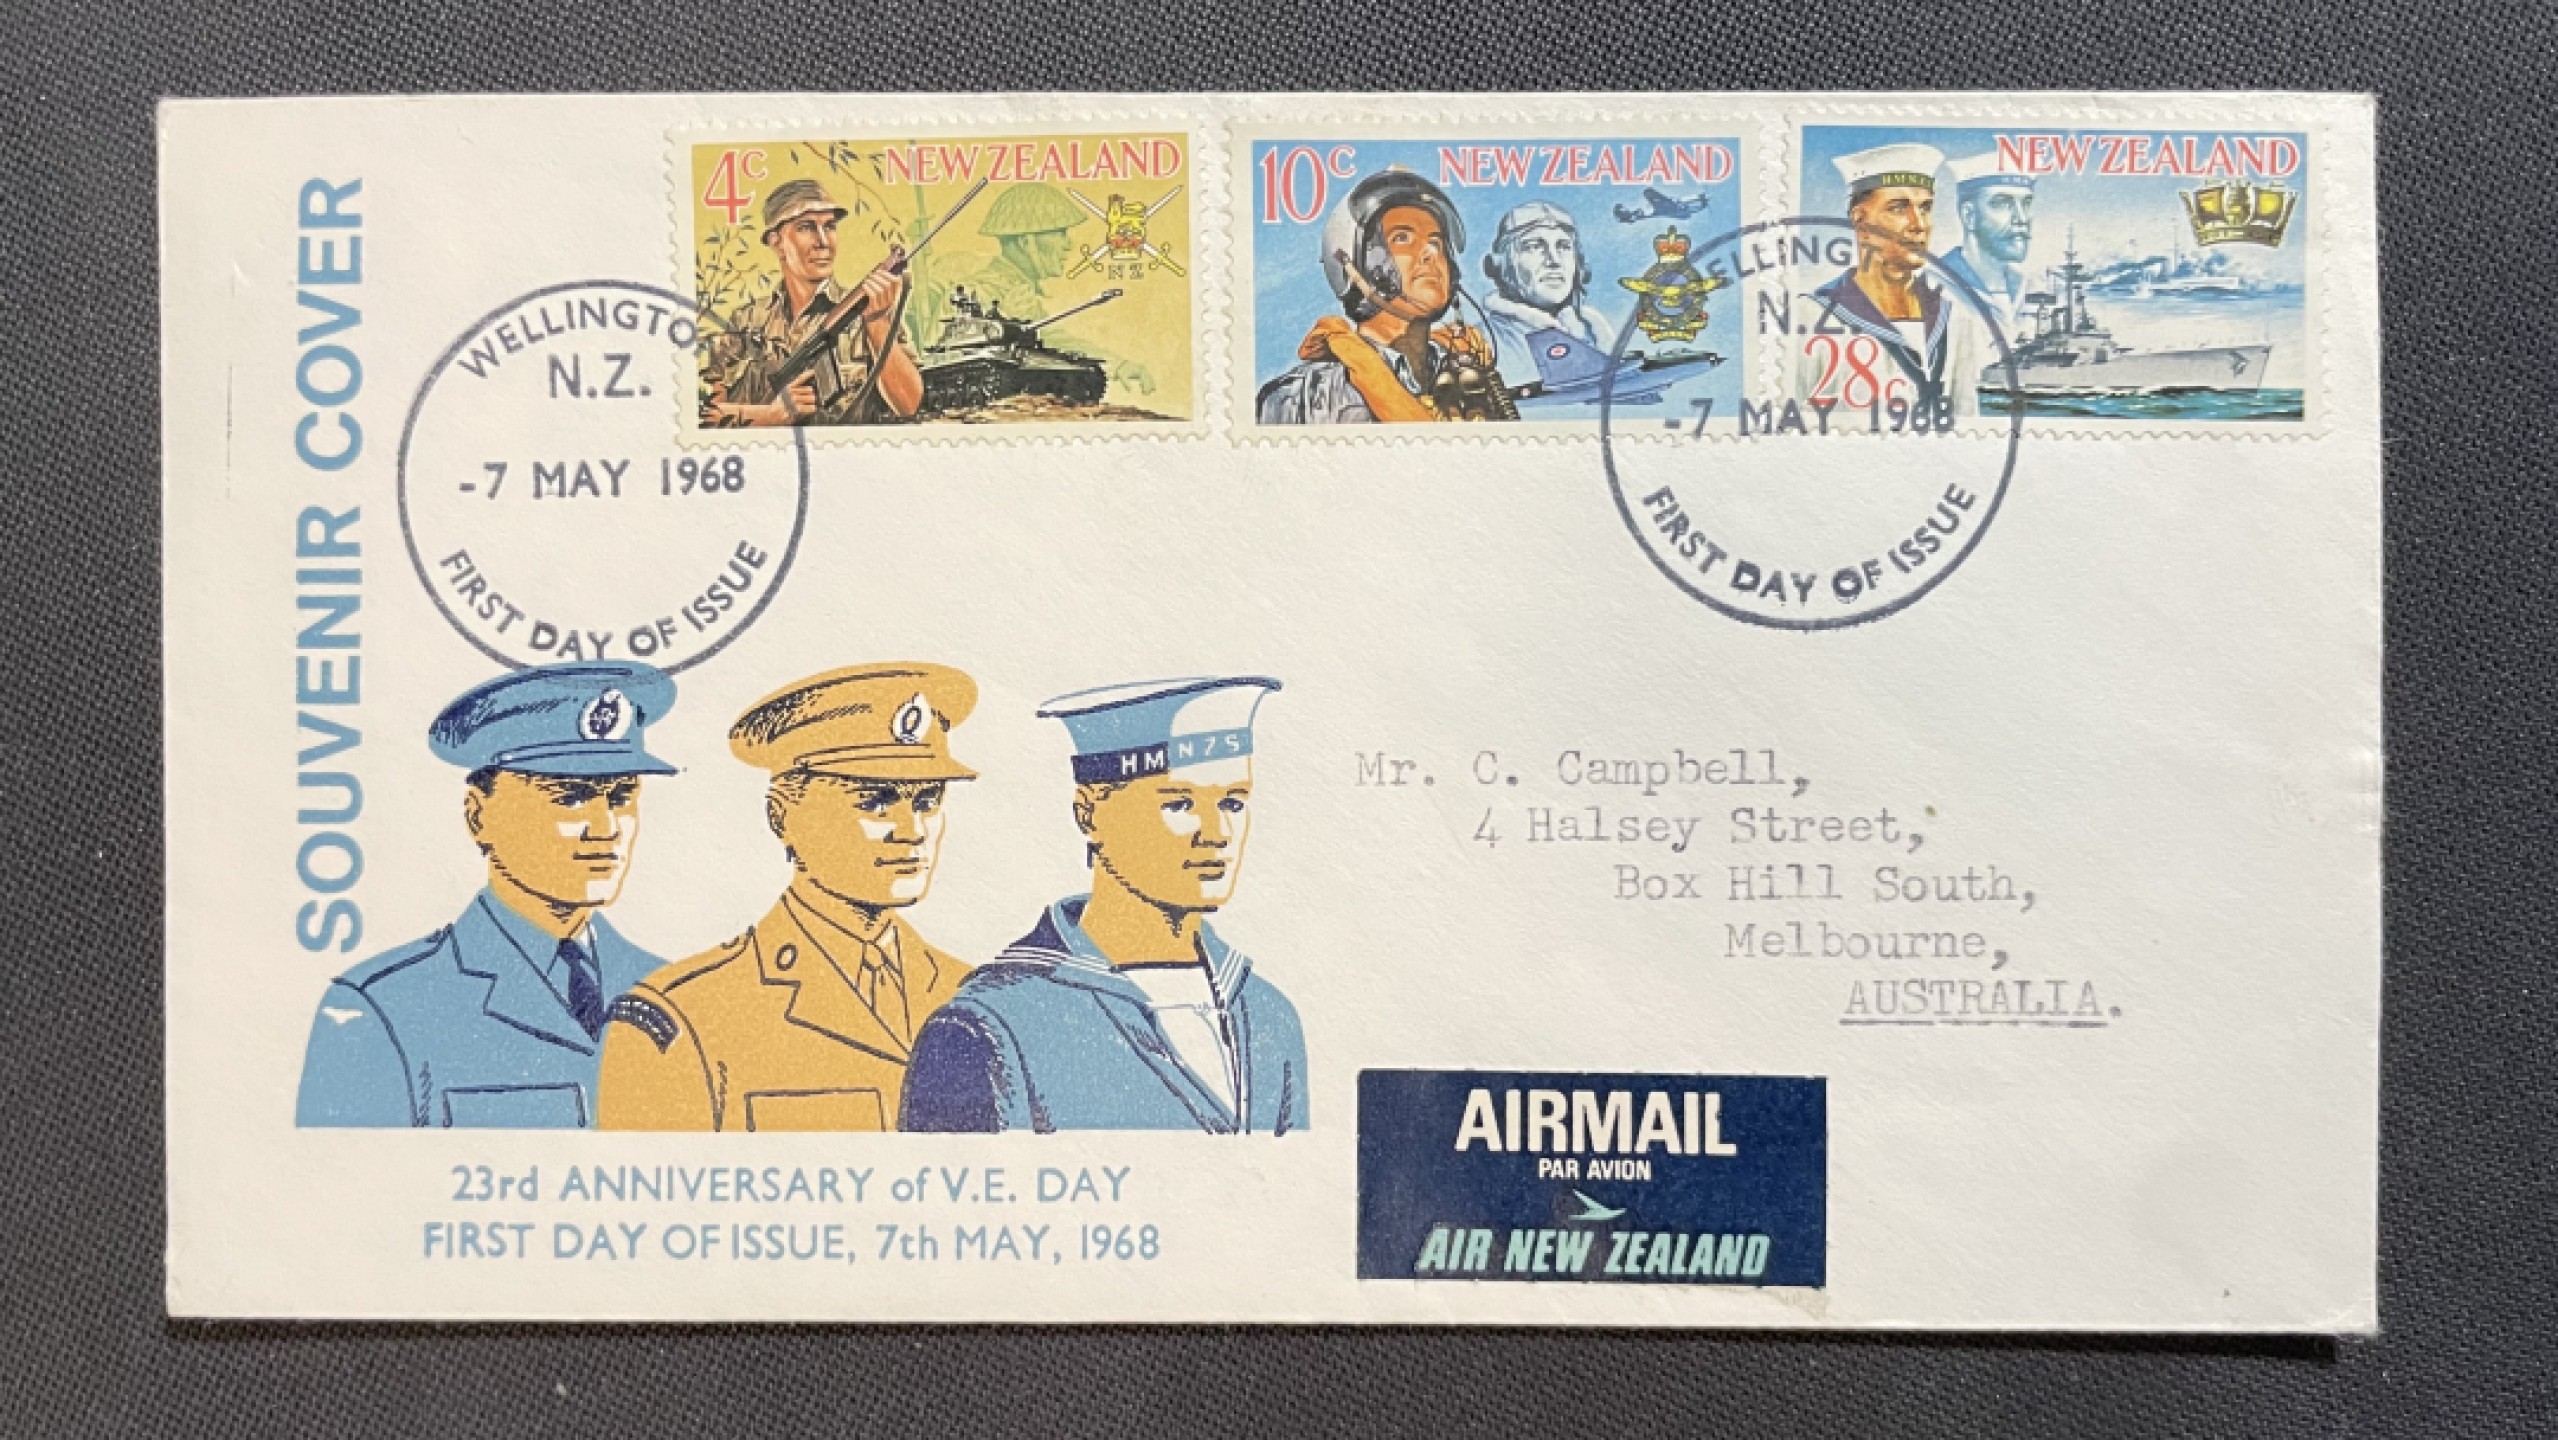 SOUVENIR COVER
4c NEW ZEALAND
NZ
10c NEW ZEALAND
NEW ZEALAND
28c
WELLINGTO
N.Z.
-7 MAY 1968
FIRST DAY OF ISSUE
ELLINGT
N.Z.
-7 MAY 1968
FIRST DAY OF ISSUE
HMNZS
Mr. C. Campbell,
4 Halsey Street,
Box Hill South,
Melbourne,
AUSTRALIA.
23rd ANNIVERSARY of V.E. DAY
FIRST DAY OF ISSUE, 7th MAY, 1968
AIRMAIL
PAR AVION
AIR NEW ZEALAND